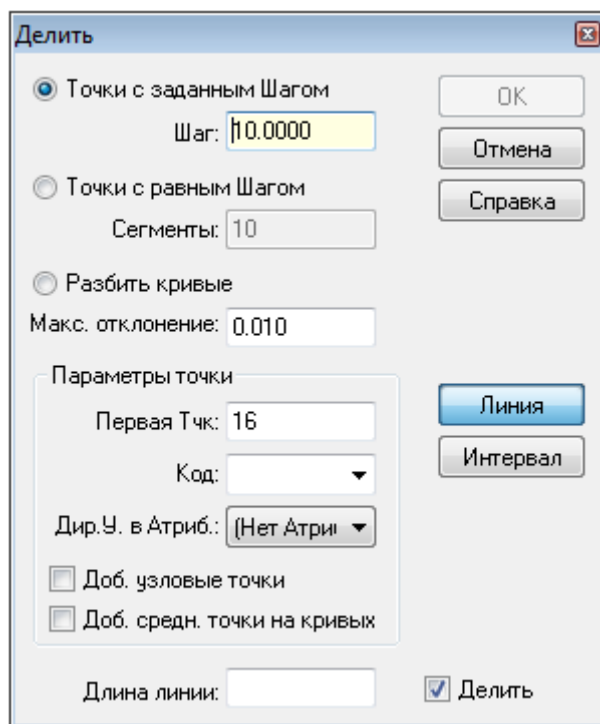 Делить
Точки с заданным Шагом
OK
Шаг: 10.0000
Отмена
Точки с равным Шагом
Справка
Сегменты: 10
Разбить кривые
Макс. отклонение: 0.010
Параметры точки
Первая Тчк: 16
Линия
Код:
Интервал
Дир.У. в Атриб.: (Нет Атри
Доб. узловые точки
Доб. средн. точки на кривых
Длина линии:
Делить